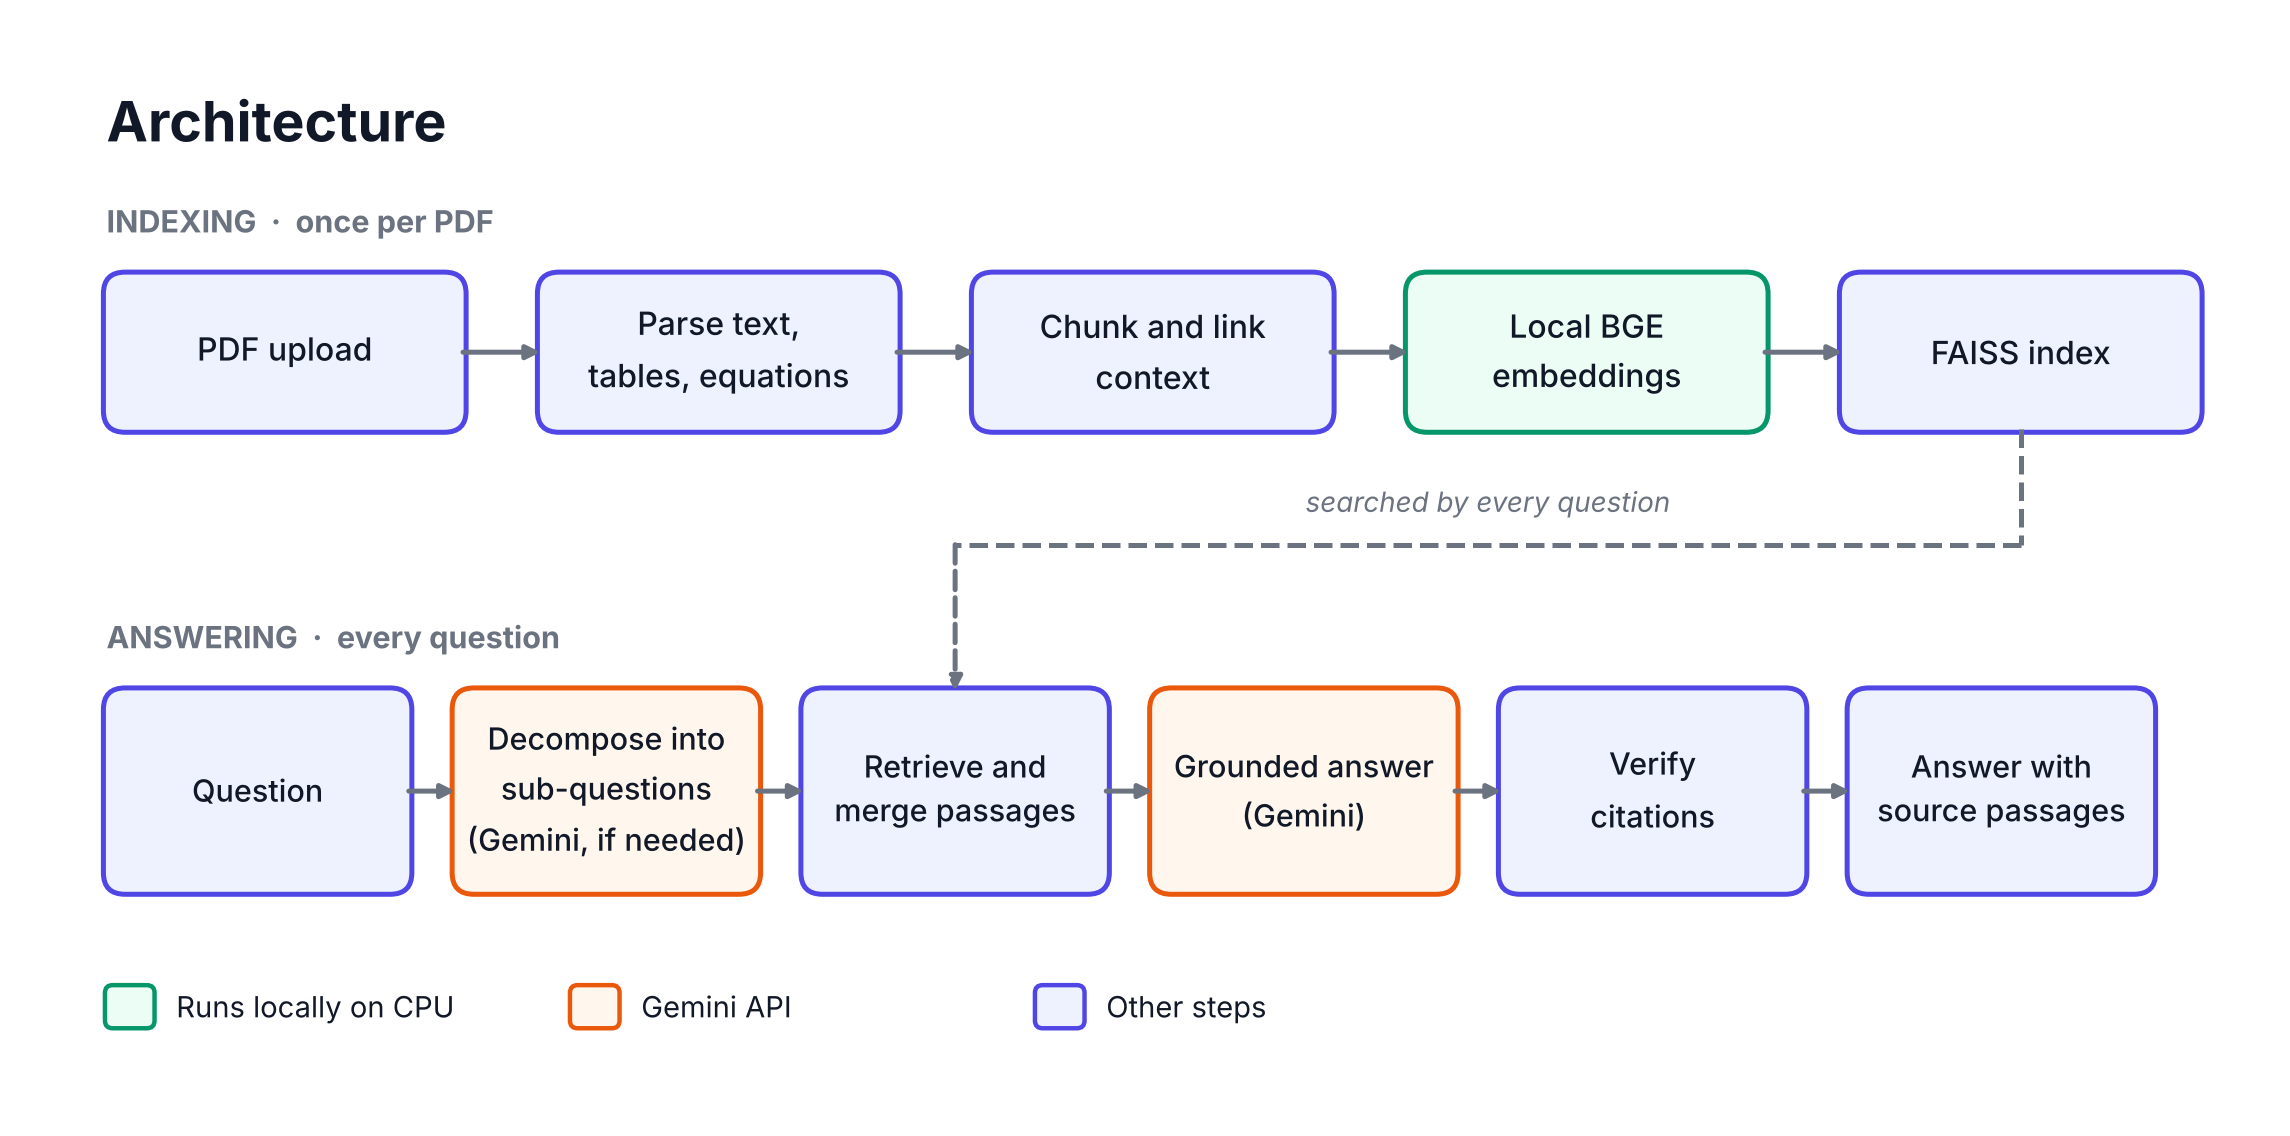 Architecture
INDEXING · once per PDF
PDF upload
Parse text,
tables, equations
Chunk and link
context
Local BGE
embeddings
FAISS index
searched by every question
ANSWERING · every question
Question
Decompose into
sub-questions
(Gemini, if needed)
Retrieve and
merge passages
Grounded answer
(Gemini)
Verify
citations
Answer with
source passages
Runs locally on CPU
Gemini API
Other steps